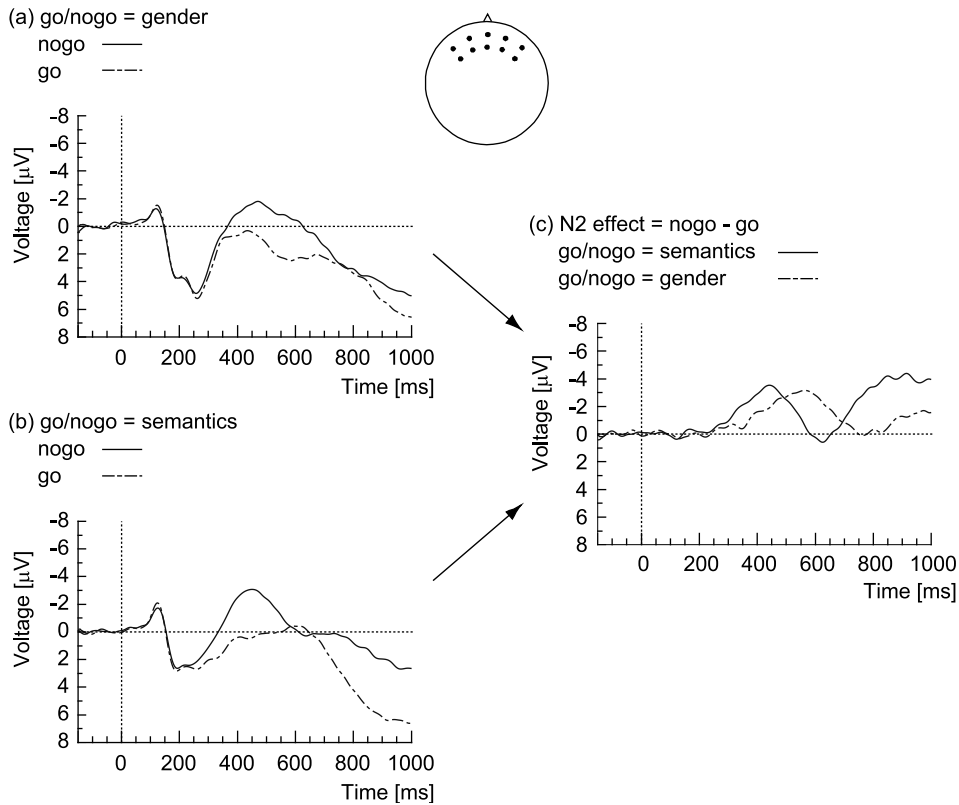 (a) go/nogo = gender
nogo
go
-8
-6
-4
-2
0
2
4
6
8
Voltage [µV]
0 200 400 600 800 1000
Time [ms]
(b) go/nogo = semantics
nogo
go
-8
-6
-4
-2
0
2
4
6
8
Voltage [µV]
0 200 400 600 800 1000
Time [ms]
(c) N2 effect = nogo - go
go/nogo = semantics
go/nogo = gender
-8
-6
-4
-2
0
2
4
6
8
Voltage [µV]
0 200 400 600 800 1000
Time [ms]